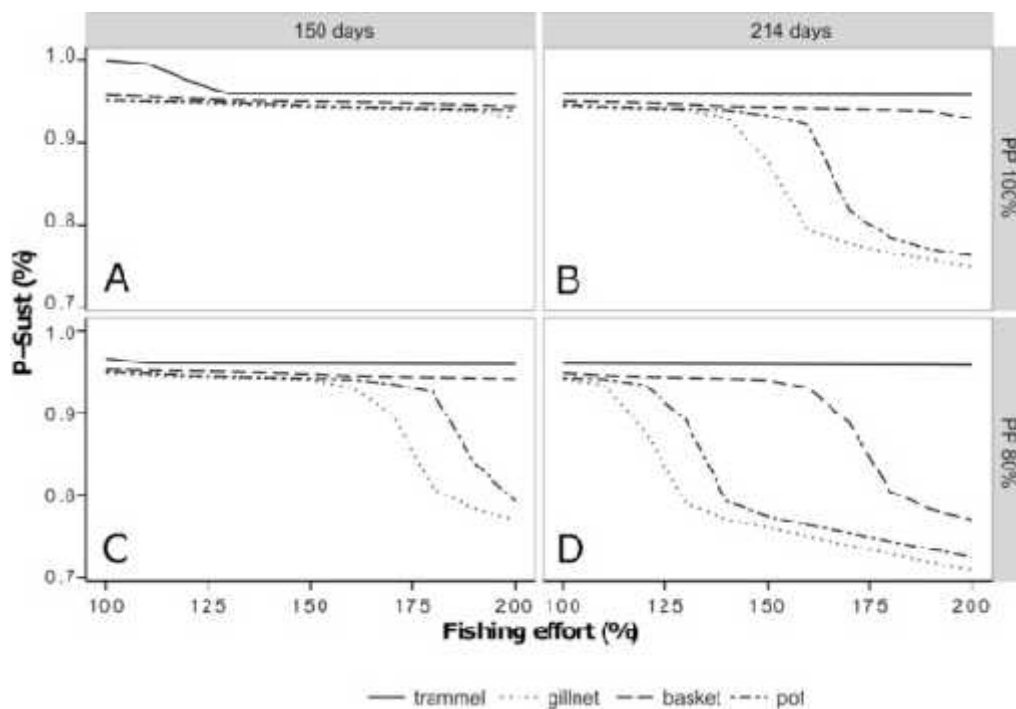 150 days
214 days
1.0
0.9
0.8
0.7
A
B
PP 100%
1.0
0.9
0.8
0.7
C
D
PP 80%
P-Sust (%)
100 125 150 175 200
100 125 150 175 200
Fishing effort (%)
trammel gillnet basket pot